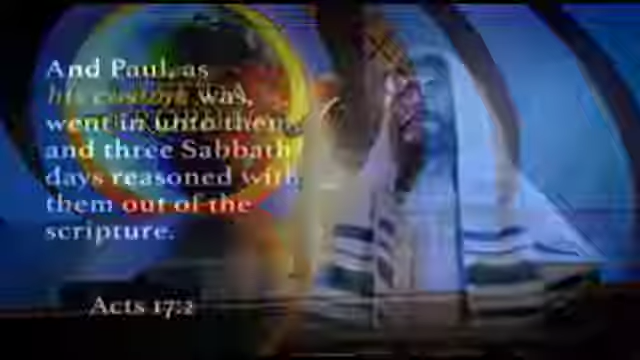 And Paul, as
his custom was,
went in unto them,
and three Sabbath
days reasoned with
them out of the
scripture.
Acts 17:2